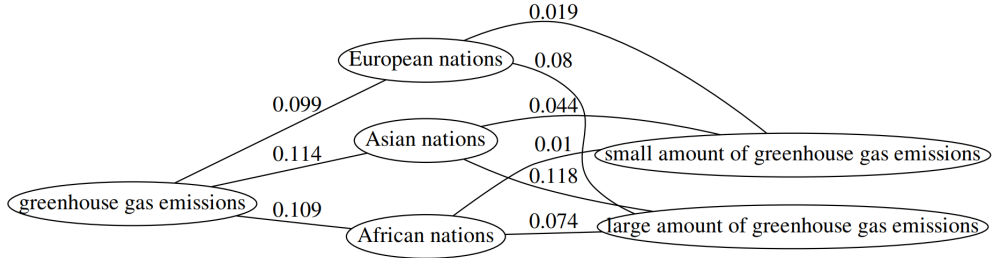 0.019
European nations
0.08
0.099
0.044
Asian nations
0.01
small amount of greenhouse gas emissions
0.114
0.118
greenhouse gas emissions
0.109
0.074
large amount of greenhouse gas emissions
African nations